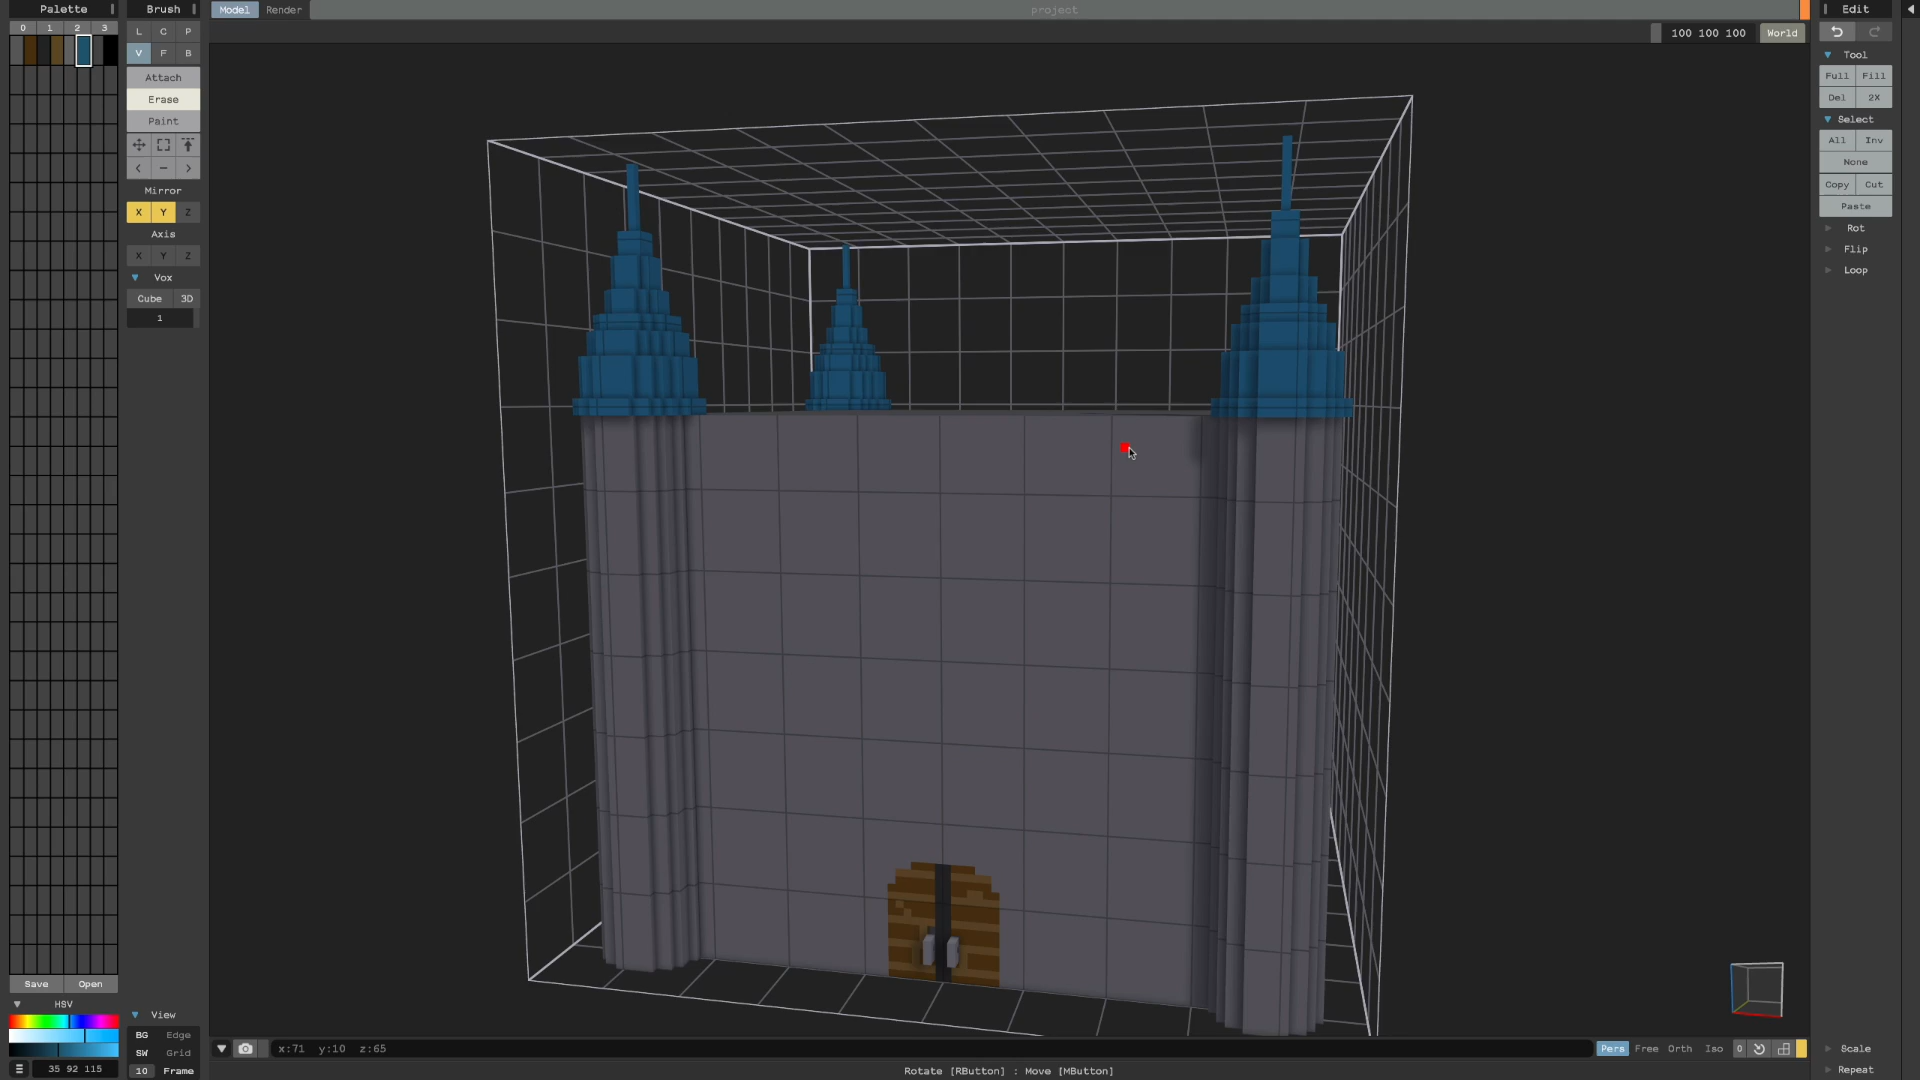 Palette
0 1 2 3
Save Open
HSV
35 92 115
Brush
L C P
V F B
Attach
Erase
Paint
< - >
Mirror
X Y Z
Axis
X Y Z
Vox
Cube 3D
1
View
BG Edge
SW Grid
10 Frame
Model Render
project
100 100 100 World
x:71 y:10 z:65
Pers Free Orth Iso 0
Rotate [RButton] : Move [MButton]
Edit
Tool
Full Fill
Del 2X
Select
All Inv
None
Copy Cut
Paste
Rot
Flip
Loop
Scale
Repeat